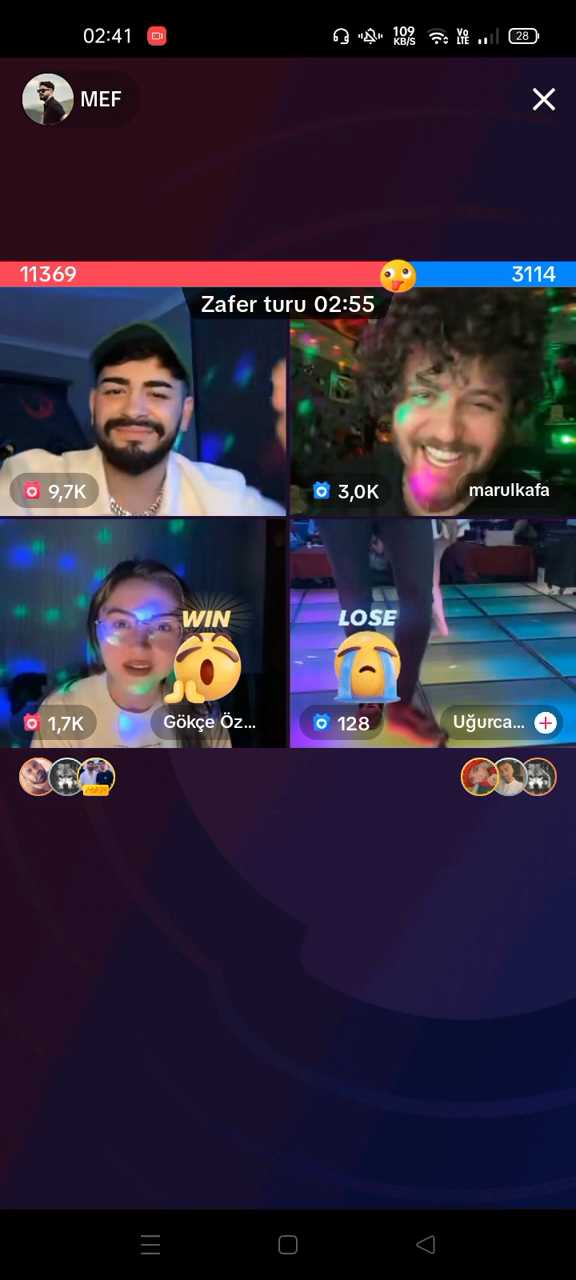 02:41
109
KB/S
Vo
LTE
28
MEF
11369
3114
Zafer turu 02:55
9,7K
3,0K
marulkafa
WIN
LOSE
1,7K
Gökçe Öz...
128
Uğurca...